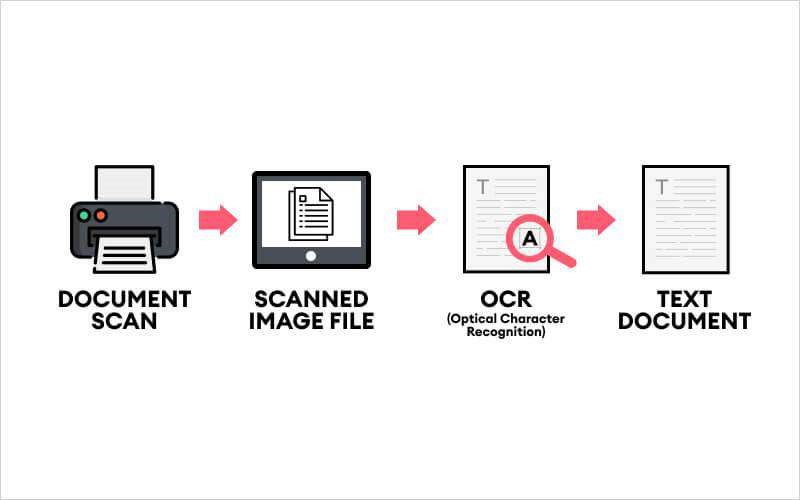 DOCUMENT
SCAN
SCANNED
IMAGE FILE
T
A
OCR
(Optical Character
Recognition)
T
TEXT
DOCUMENT